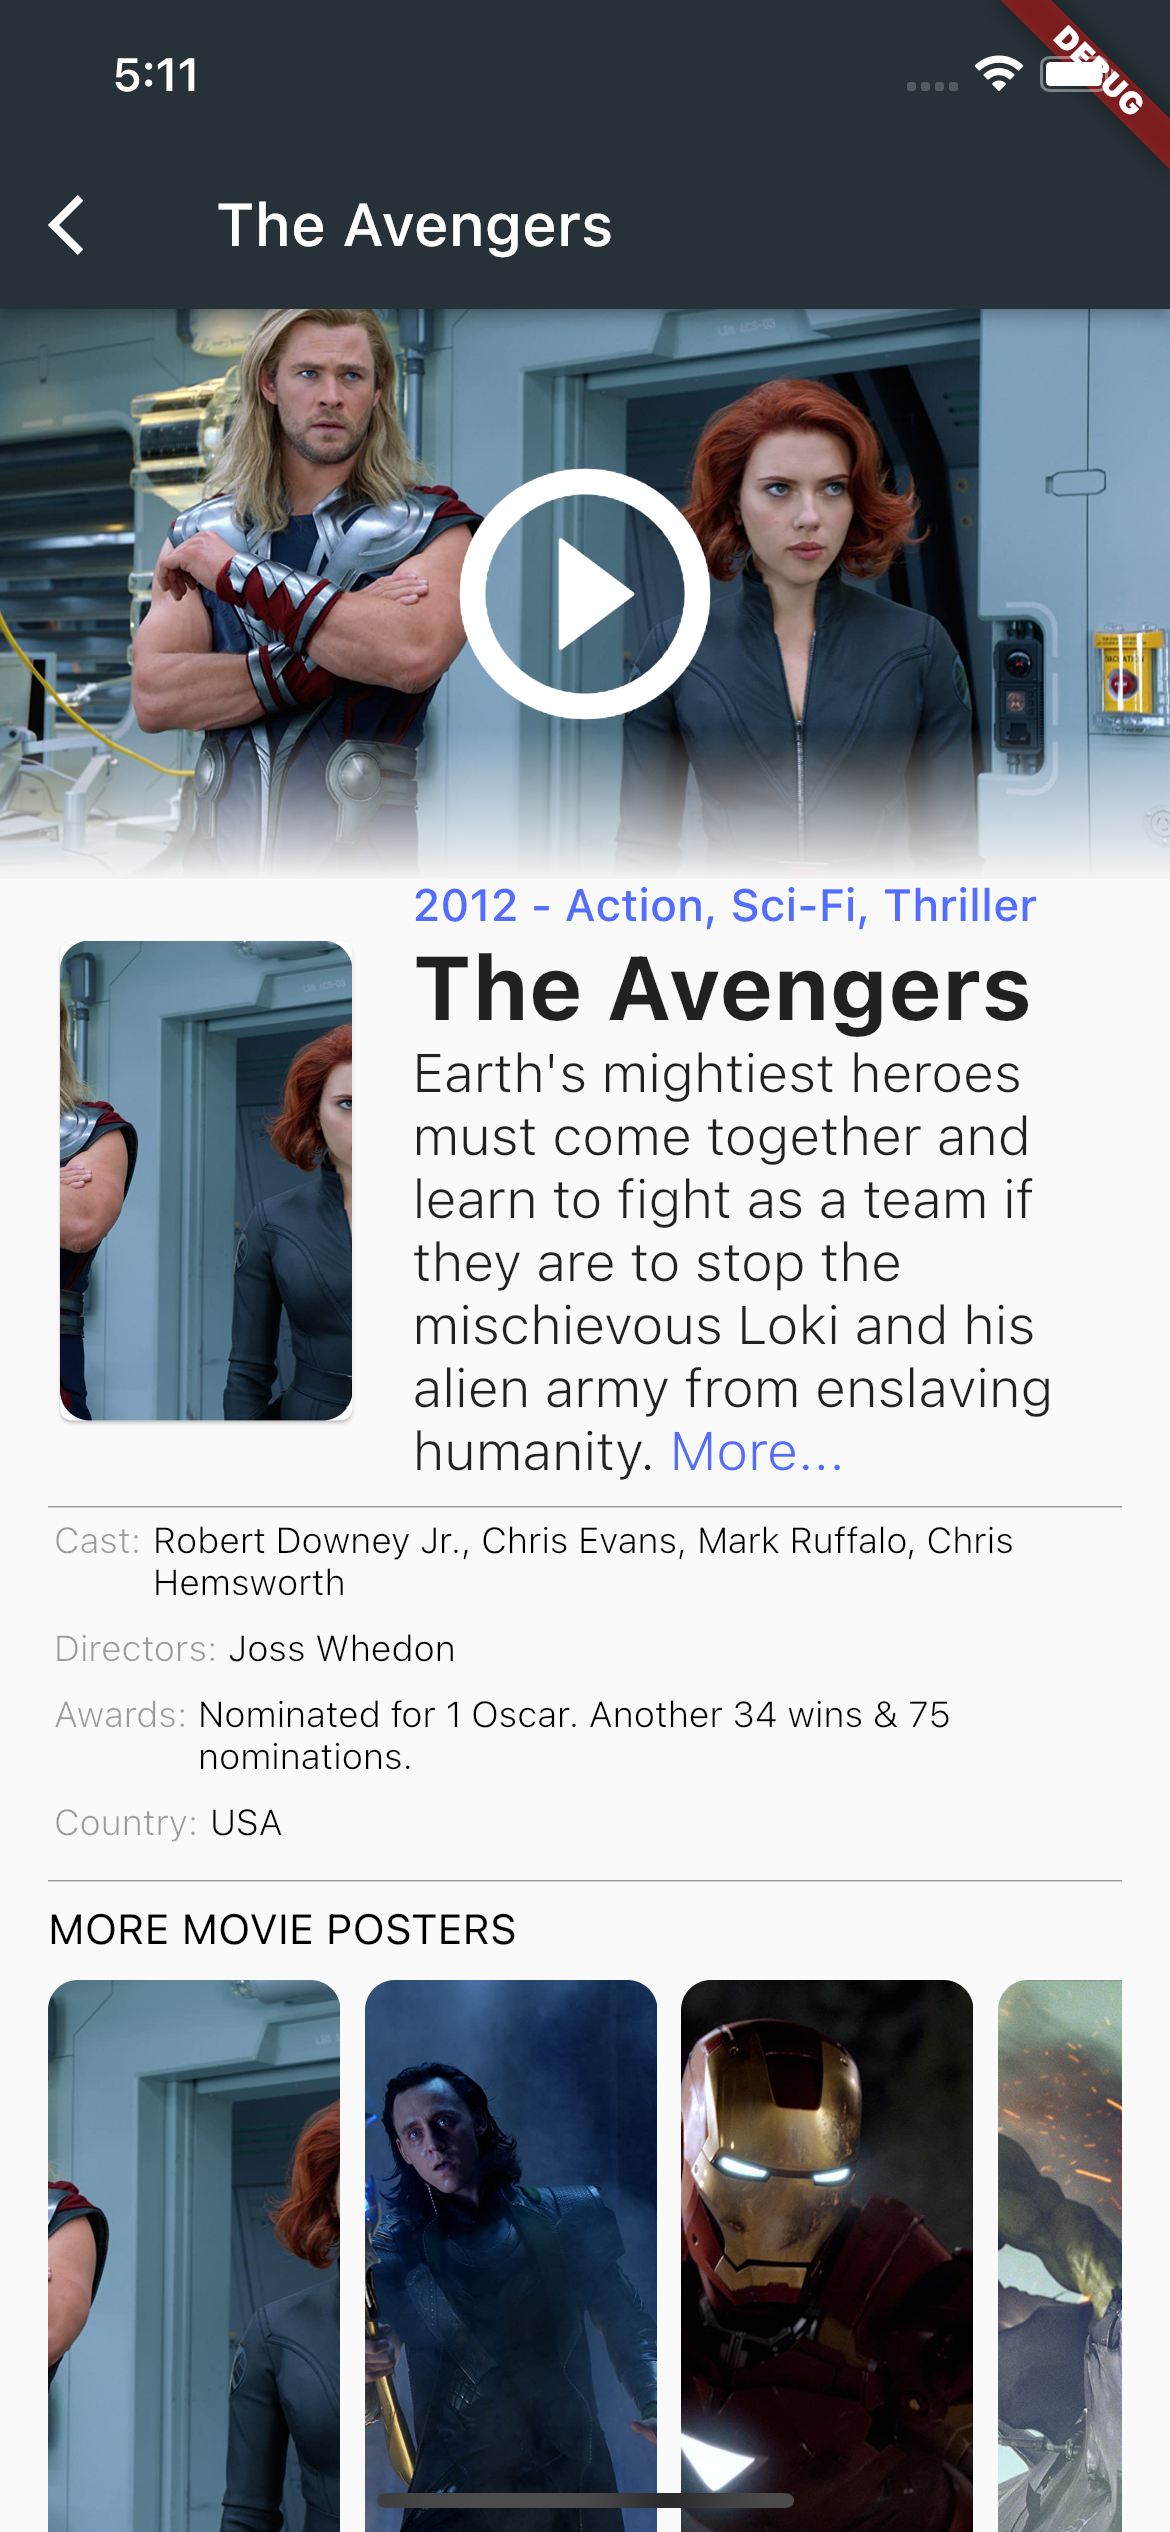 5:11
DEBUG
The Avengers
2012 - Action, Sci-Fi, Thriller
The Avengers
Earth's mightiest heroes
must come together and
learn to fight as a team if
they are to stop the
mischievous Loki and his
alien army from enslaving
humanity. More...
Cast: Robert Downey Jr., Chris Evans, Mark Ruffalo, Chris
Hemsworth
Directors: Joss Whedon
Awards: Nominated for 1 Oscar. Another 34 wins & 75
nominations.
Country: USA
MORE MOVIE POSTERS